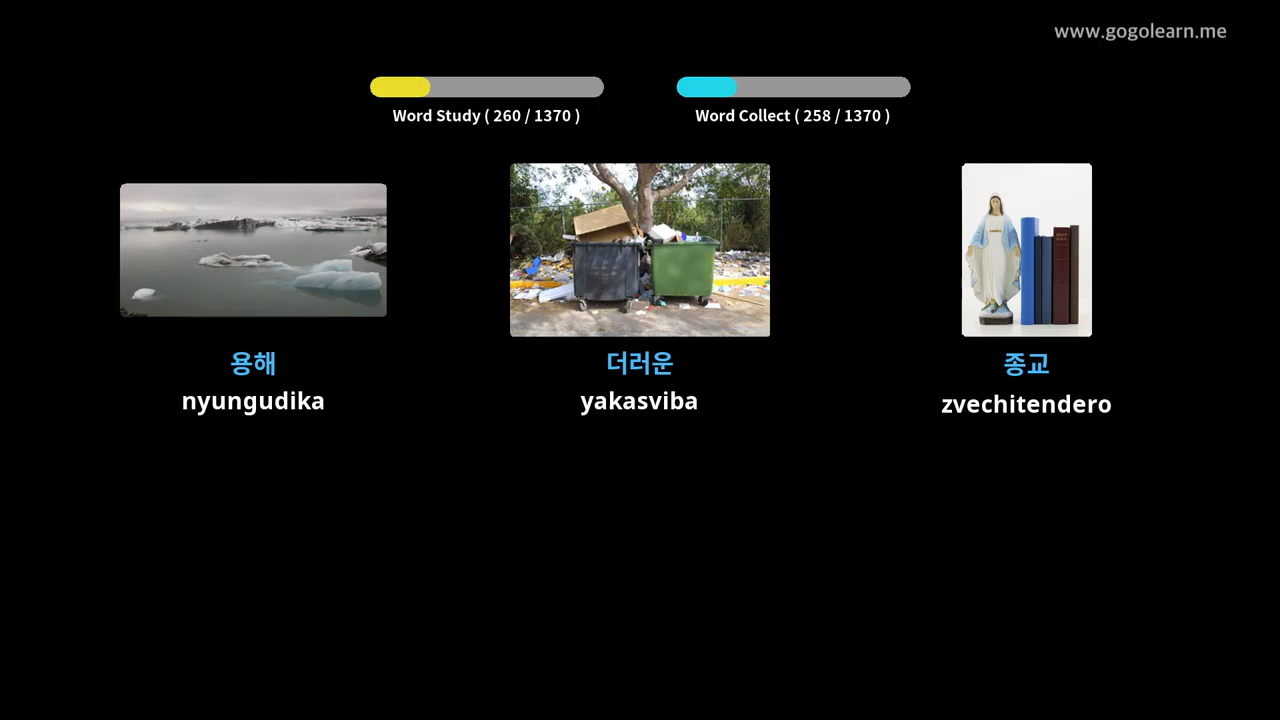 www.gogolearn.me
Word Study ( 260 / 1370 )
Word Collect ( 258 / 1370 )
용해
nyungudika
더러운
yakasviba
종교
zvechitendero